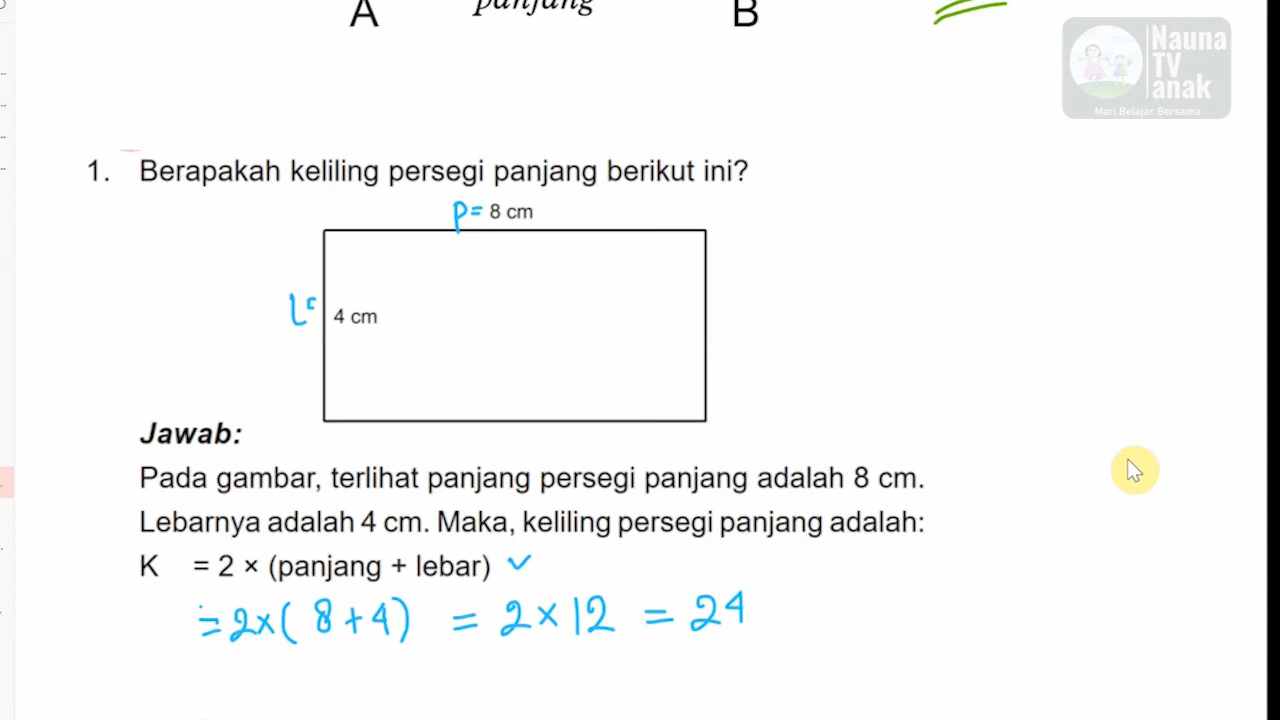 panjang
A B
Nauna
TV
anak
Mari Belajar Bersama
1. Berapakah keliling persegi panjang berikut ini?
p= 8 cm
l= 4 cm
Jawab:
Pada gambar, terlihat panjang persegi panjang adalah 8 cm.
Lebarnya adalah 4 cm. Maka, keliling persegi panjang adalah:
K = 2 × (panjang + lebar) ✓
= 2×( 8+4) = 2×12 = 24